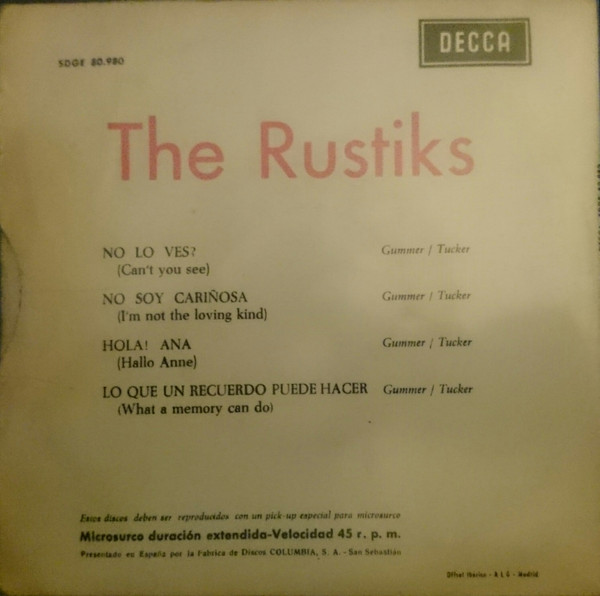 DECCA
SDGE 80.980
The Rustiks
NO LO VES? Gummer / Tucker
(Can't you see)
NO SOY CARIÑOSA Gummer / Tucker
(I'm not the loving kind)
HOLA! ANA Gummer / Tucker
(Hallo Anne)
LO QUE UN RECUERDO PUEDE HACER Gummer / Tucker
(What a memory can do)
Estos discos deben ser reproducidos con un pick-up especial para microsurco
Microsurco duración extendida-Velocidad 45 r. p. m.
Presentado en España por la Fabrica de Discos COLUMBIA, S. A. - San Sebastián
Offset Iberica - A L G - Madrid